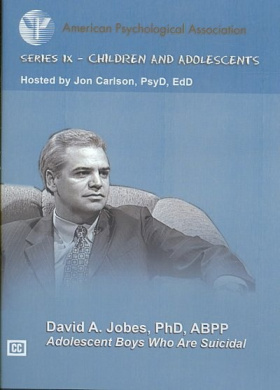 American Psychological Association
SERIES IX – CHILDREN AND ADOLESCENTS
Hosted by Jon Carlson, PsyD, EdD
David A. Jobes, PhD, ABPP
Adolescent Boys Who Are Suicidal
CC